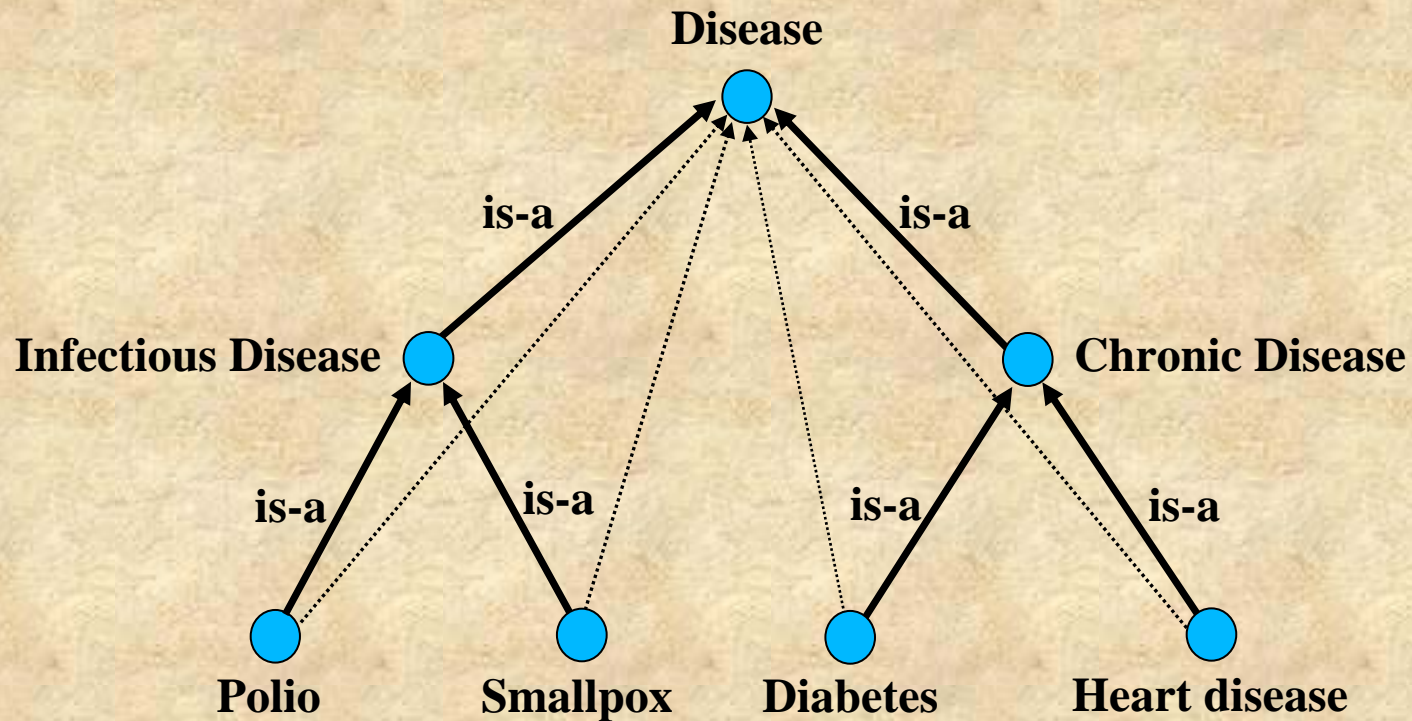 Disease
is-a
is-a
Infectious Disease
Chronic Disease
is-a
is-a
is-a
is-a
Polio
Smallpox
Diabetes
Heart disease